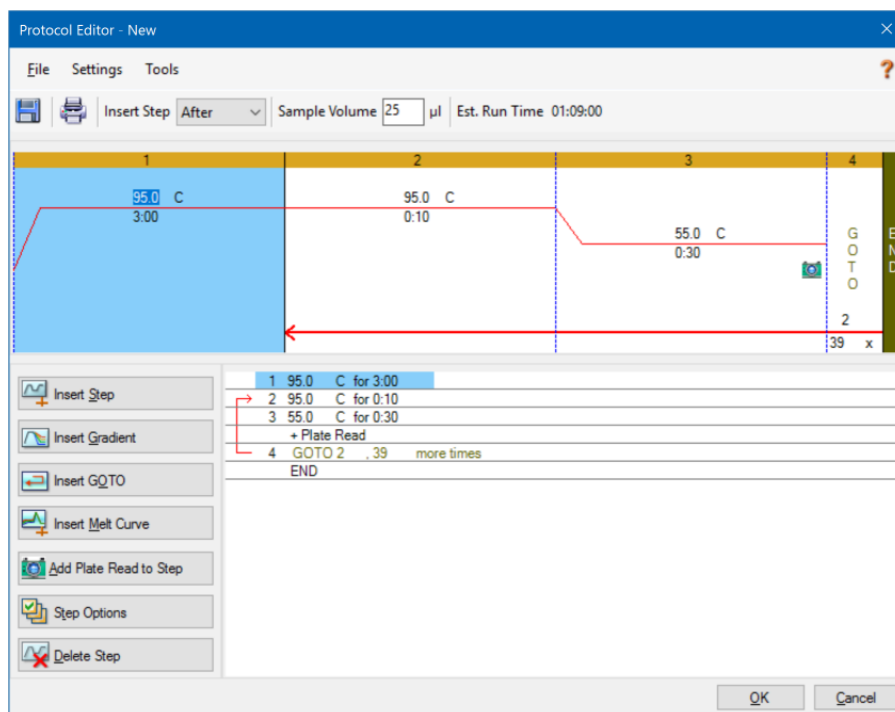 Protocol Editor - New
File Settings Tools ?
Insert Step After Sample Volume 25 µl Est. Run Time 01:09:00
1 2 3 4
95.0 C
3:00
95.0 C
0:10
55.0 C
0:30
GOTO
2
39 x
END
Insert Step
Insert Gradient
Insert GOTO
Insert Melt Curve
Add Plate Read to Step
Step Options
Delete Step
1 95.0 C for 3:00
2 95.0 C for 0:10
3 55.0 C for 0:30
+ Plate Read
4 GOTO 2 , 39 more times
END
OK Cancel